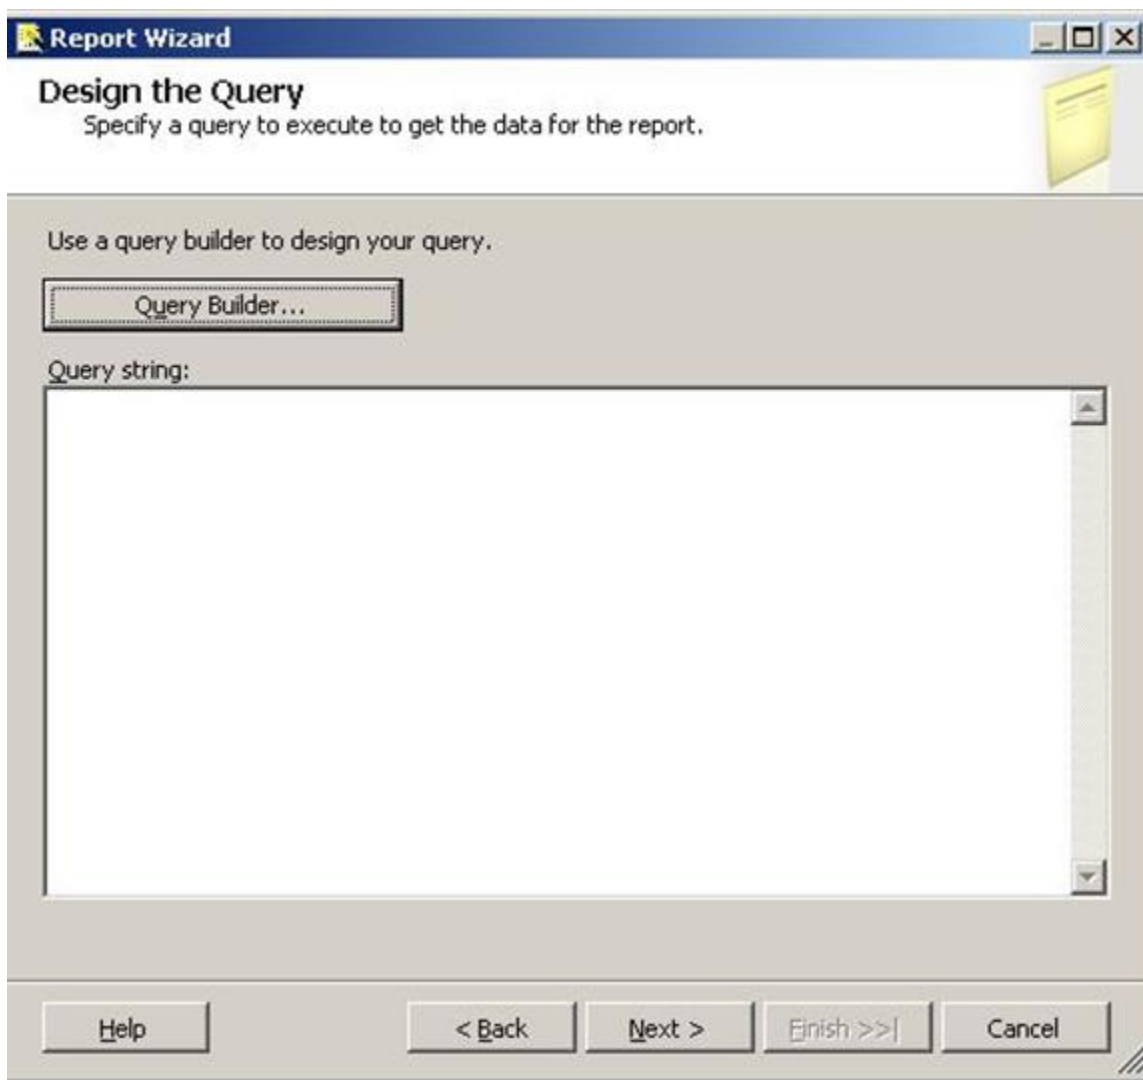 Report Wizard
Design the Query
Specify a query to execute to get the data for the report.
Use a query builder to design your query.
Query Builder...
Query string:
Help
< Back
Next >
Finish >>|
Cancel